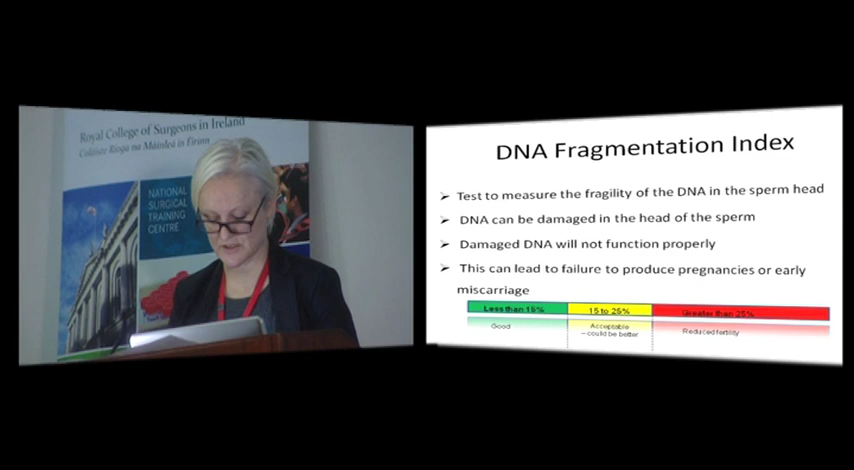 Royal College of Surgeons in Ireland
Coláiste Ríoga na Máinleá in Éirinn
NATIONAL
SURGICAL
TRAINING
CENTRE
DNA Fragmentation Index
➢ Test to measure the fragility of the DNA in the sperm head
➢ DNA can be damaged in the head of the sperm
➢ Damaged DNA will not function properly
➢ This can lead to failure to produce pregnancies or early
miscarriage
Less than 15% 15 to 25% Greater than 25%
Good Acceptable Reduced fertility
– could be better